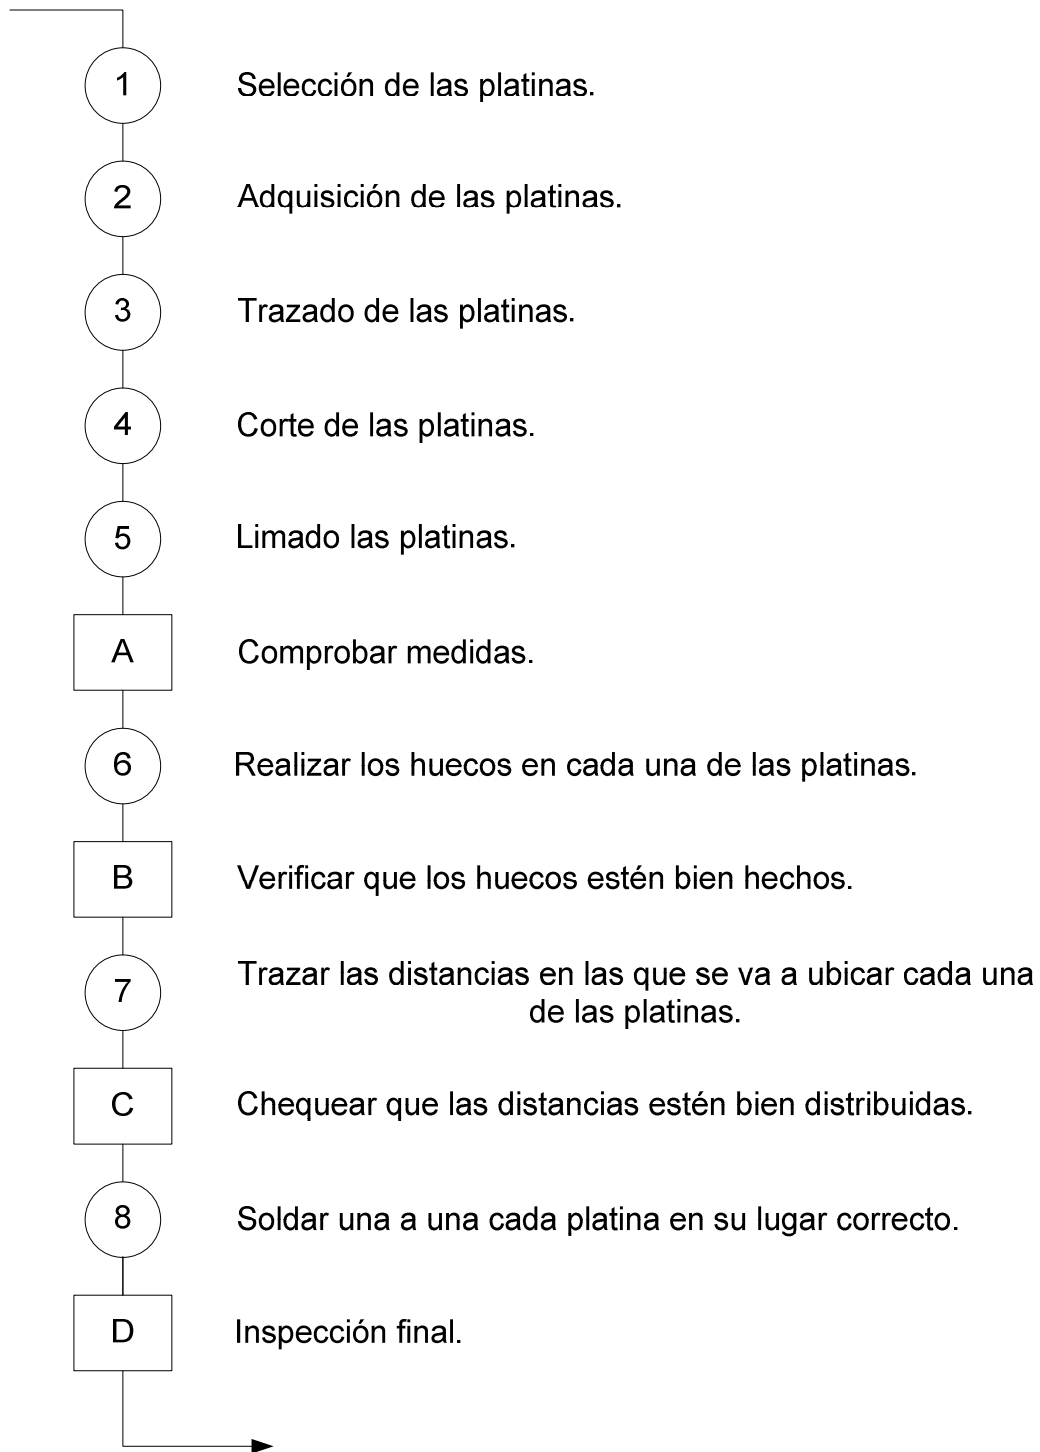 1 Selección de las platinas.
2 Adquisición de las platinas.
3 Trazado de las platinas.
4 Corte de las platinas.
5 Limado las platinas.
A Comprobar medidas.
6 Realizar los huecos en cada una de las platinas.
B Verificar que los huecos estén bien hechos.
7 Trazar las distancias en las que se va a ubicar cada una
de las platinas.
C Chequear que las distancias estén bien distribuidas.
8 Soldar una a una cada platina en su lugar correcto.
D Inspección final.